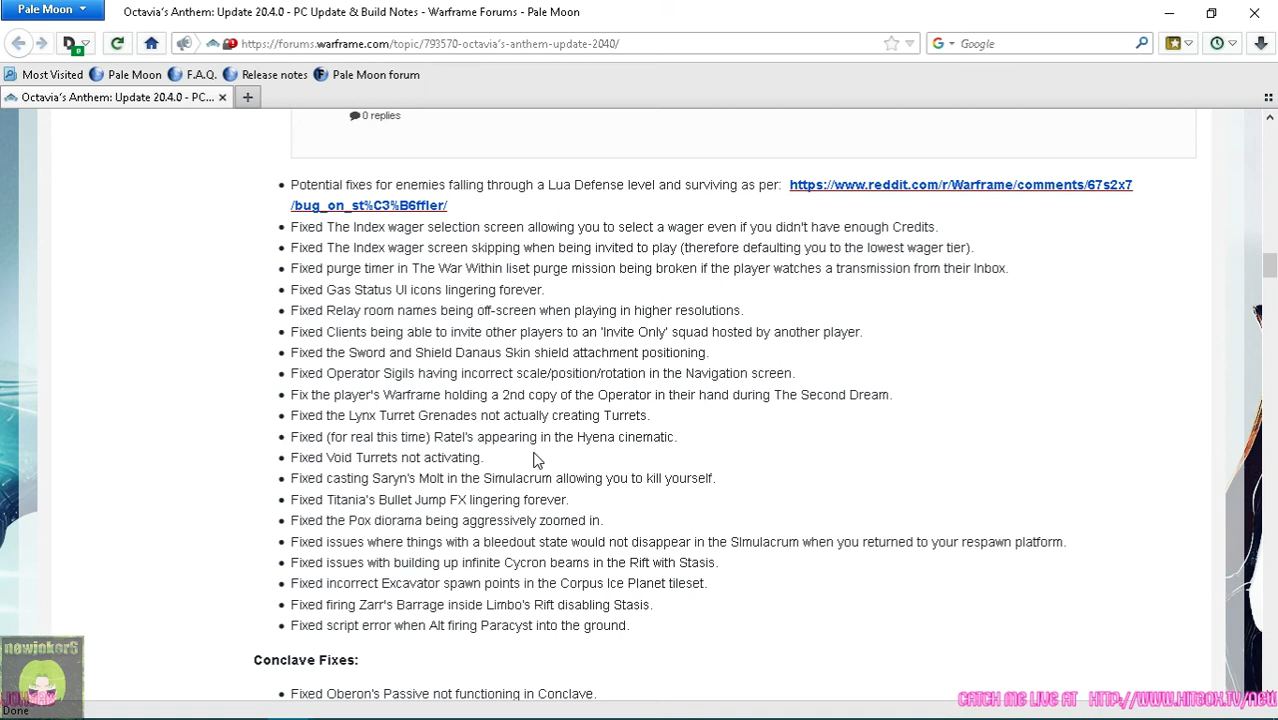 Pale Moon
Octavia's Anthem: Update 20.4.0 - PC Update & Build Notes - Warframe Forums - Pale Moon
https://forums.warframe.com/topic/793570-octavia's-anthem-update-2040/
Google
Most Visited Pale Moon F.A.Q. Release notes Pale Moon forum
Octavia's Anthem: Update 20.4.0 - PC...
0 replies
Potential fixes for enemies falling through a Lua Defense level and surviving as per: https://www.reddit.com/r/Warframe/comments/67s2x7
/bug_on_st%C3%B6ffler/
Fixed The Index wager selection screen allowing you to select a wager even if you didn't have enough Credits.
Fixed The Index wager screen skipping when being invited to play (therefore defaulting you to the lowest wager tier).
Fixed purge timer in The War Within liset purge mission being broken if the player watches a transmission from their Inbox.
Fixed Gas Status UI icons lingering forever.
Fixed Relay room names being off-screen when playing in higher resolutions.
Fixed Clients being able to invite other players to an 'Invite Only' squad hosted by another player.
Fixed the Sword and Shield Danaus Skin shield attachment positioning.
Fixed Operator Sigils having incorrect scale/position/rotation in the Navigation screen.
Fix the player's Warframe holding a 2nd copy of the Operator in their hand during The Second Dream.
Fixed the Lynx Turret Grenades not actually creating Turrets.
Fixed (for real this time) Ratel's appearing in the Hyena cinematic.
Fixed Void Turrets not activating.
Fixed casting Saryn's Molt in the Simulacrum allowing you to kill yourself.
Fixed Titania's Bullet Jump FX lingering forever.
Fixed the Pox diorama being aggressively zoomed in.
Fixed issues where things with a bleedout state would not disappear in the SImulacrum when you returned to your respawn platform.
Fixed issues with building up infinite Cycron beams in the Rift with Stasis.
Fixed incorrect Excavator spawn points in the Corpus Ice Planet tileset.
Fixed firing Zarr's Barrage inside Limbo's Rift disabling Stasis.
Fixed script error when Alt firing Paracyst into the ground.
Conclave Fixes:
Fixed Oberon's Passive not functioning in Conclave.
newjoker5
Done
CATCH ME LIVE AT HTTP://WWW.HITBOX.TV/NEW